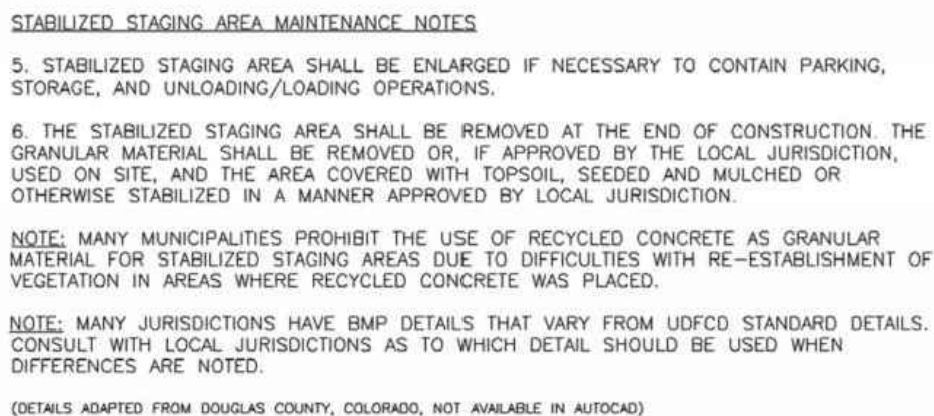 STABILIZED STAGING AREA MAINTENANCE NOTES
5. STABILIZED STAGING AREA SHALL BE ENLARGED IF NECESSARY TO CONTAIN PARKING,
STORAGE, AND UNLOADING/LOADING OPERATIONS.
6. THE STABILIZED STAGING AREA SHALL BE REMOVED AT THE END OF CONSTRUCTION. THE
GRANULAR MATERIAL SHALL BE REMOVED OR, IF APPROVED BY THE LOCAL JURISDICTION,
USED ON SITE, AND THE AREA COVERED WITH TOPSOIL, SEEDED AND MULCHED OR
OTHERWISE STABILIZED IN A MANNER APPROVED BY LOCAL JURISDICTION.
NOTE: MANY MUNICIPALITIES PROHIBIT THE USE OF RECYCLED CONCRETE AS GRANULAR
MATERIAL FOR STABILIZED STAGING AREAS DUE TO DIFFICULTIES WITH RE-ESTABLISHMENT OF
VEGETATION IN AREAS WHERE RECYCLED CONCRETE WAS PLACED.
NOTE: MANY JURISDICTIONS HAVE BMP DETAILS THAT VARY FROM UDFCD STANDARD DETAILS.
CONSULT WITH LOCAL JURISDICTIONS AS TO WHICH DETAIL SHOULD BE USED WHEN
DIFFERENCES ARE NOTED.
(DETAILS ADAPTED FROM DOUGLAS COUNTY, COLORADO, NOT AVAILABLE IN AUTOCAD)